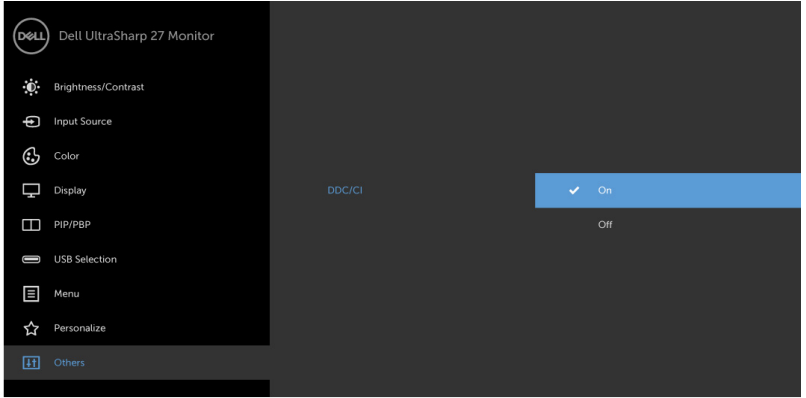 DELL
Dell UltraSharp 27 Monitor
Brightness/Contrast
Input Source
Color
Display
DDC/CI
On
PIP/PBP
Off
USB Selection
Menu
Personalize
Others